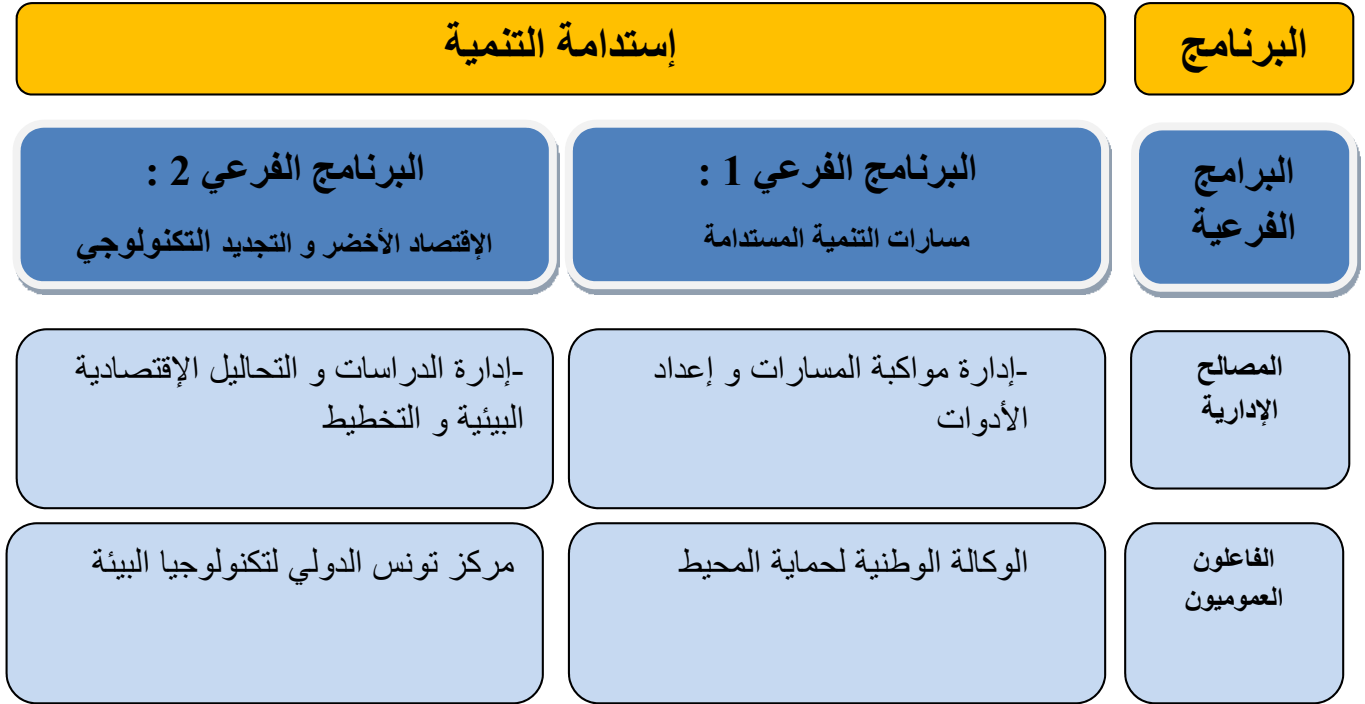 البرنامج
إستدامة التنمية
البرامج
الفرعية
البرنامج الفرعي 1 :
مسارات التنمية المستدامة
البرنامج الفرعي 2 :
الإقتصاد الأخضر و التجديد التكنولوجي
المصالح
الإدارية
-إدارة مواكبة المسارات و إعداد
الأدوات
-إدارة الدراسات و التحاليل الإقتصادية
البيئية و التخطيط
الفاعلون
العموميون
الوكالة الوطنية لحماية المحيط
مركز تونس الدولي لتكنولوجيا البيئة